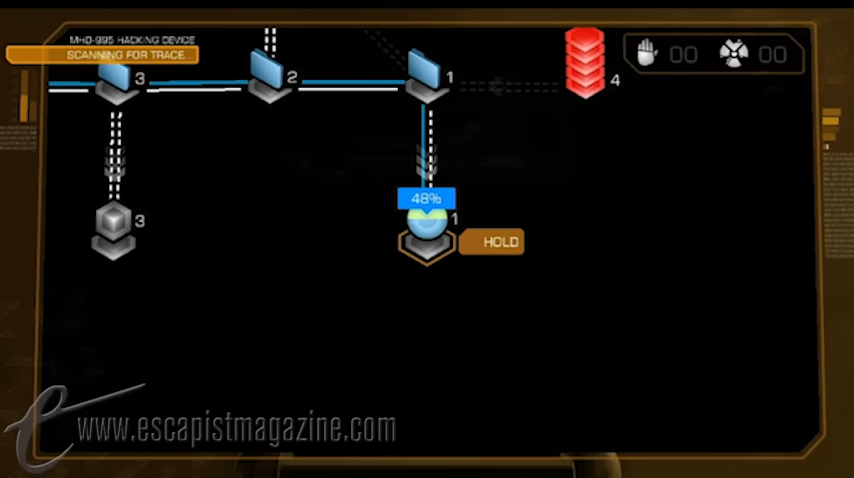 MHD-995 HACKING DEVICE
SCANNING FOR TRACE...
3
2
1
4
00
00
48%
3
1
HOLD
www.escapistmagazine.com